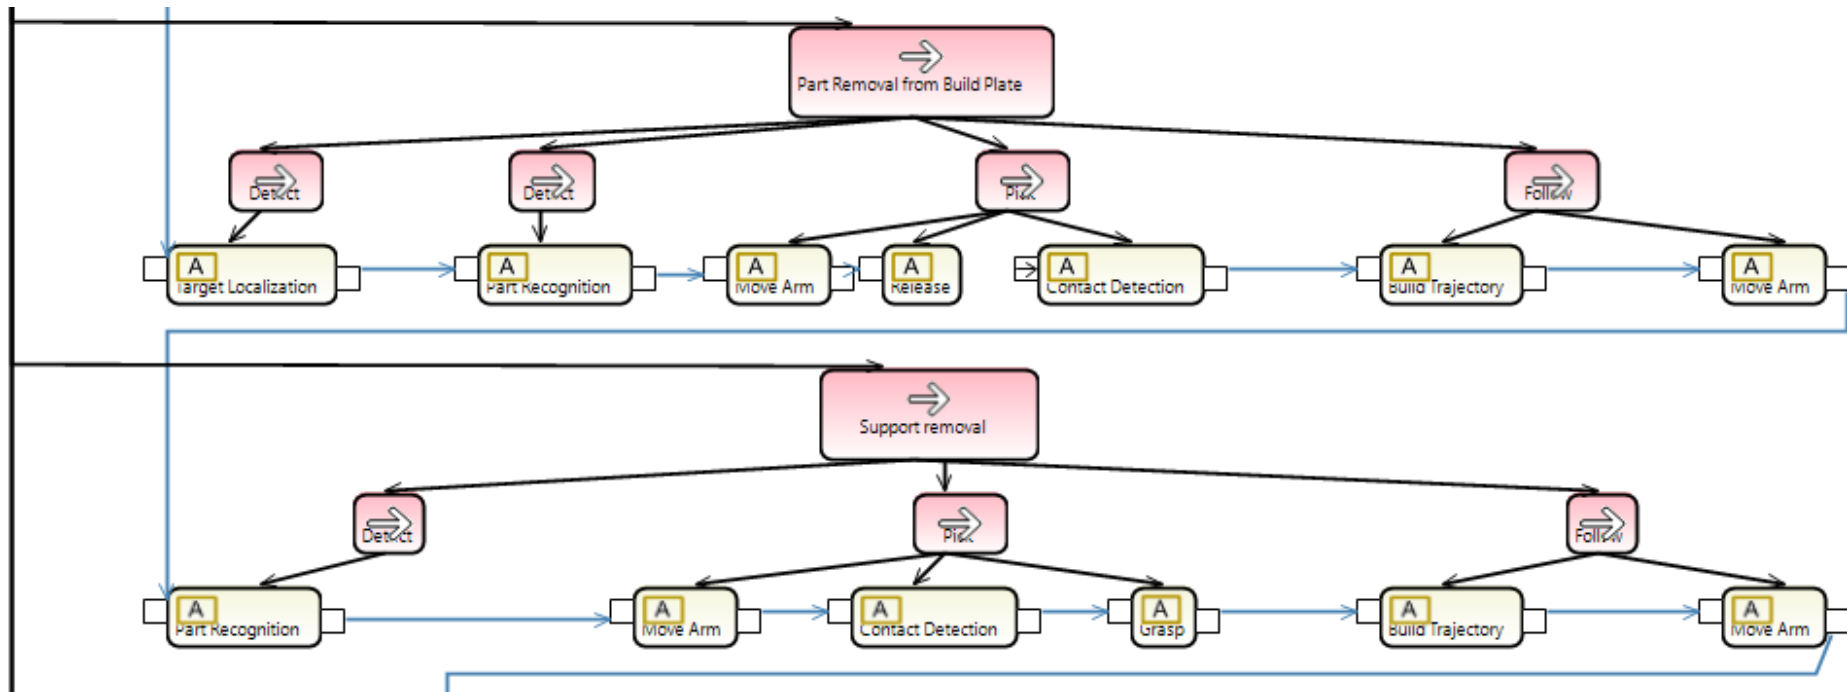 Part Removal from Build Plate
Detect
Detect
Pick
Follow
A
Target Localization
A
Part Recognition
A
Move Arm
A
Release
A
Contact Detection
A
Build Trajectory
A
Move Arm
Support removal
Detect
Pick
Follow
A
Part Recognition
A
Move Arm
A
Contact Detection
A
Grasp
A
Build Trajectory
A
Move Arm